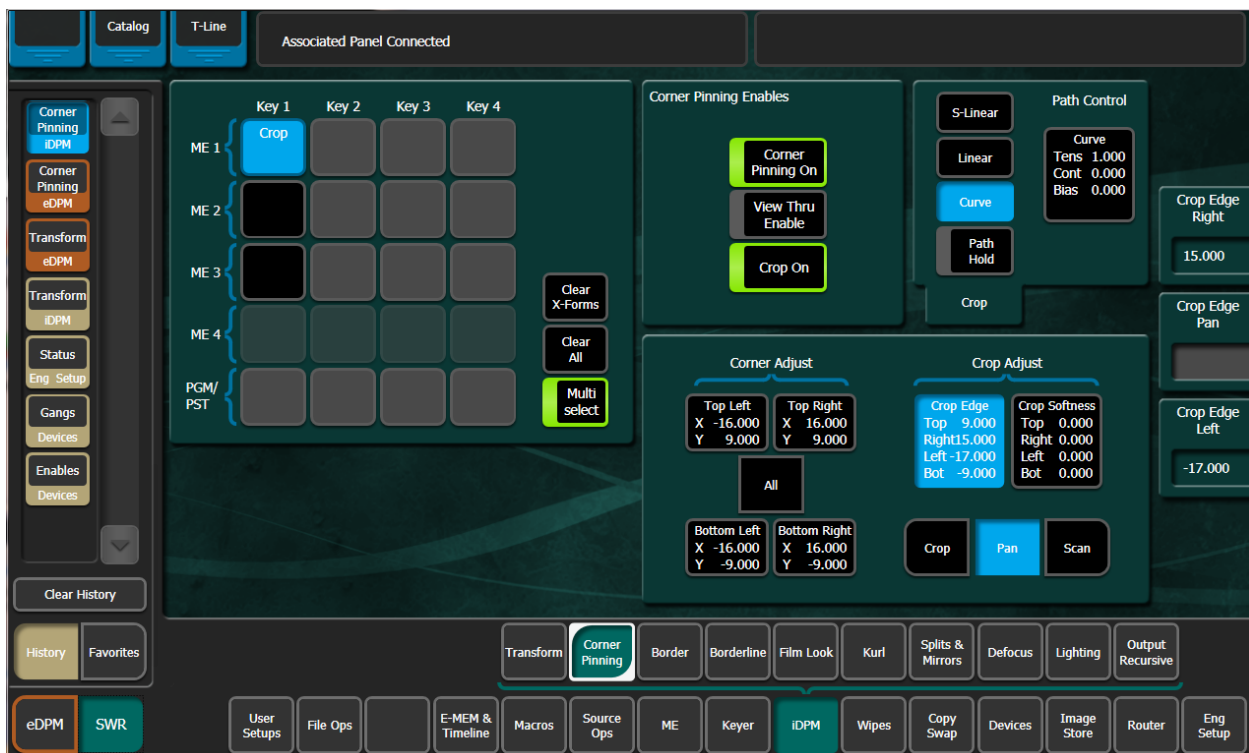 Catalog
T-Line
Associated Panel Connected
Corner
Pinning
iDPM
Corner
Pinning
eDPM
Transform
eDPM
Transform
iDPM
Status
Eng Setup
Gangs
Devices
Enables
Devices
Clear History
History
Favorites
eDPM
SWR
Key 1
Key 2
Key 3
Key 4
ME 1
Crop
ME 2
ME 3
ME 4
PGM/
PST
Clear
X-Forms
Clear
All
Multi
select
Corner Pinning Enables
Corner
Pinning On
View Thru
Enable
Crop On
S-Linear
Linear
Curve
Path
Hold
Path Control
Curve
Tens 1.000
Cont 0.000
Bias 0.000
Crop
Corner Adjust
Top Left
X -16.000
Y 9.000
Top Right
X 16.000
Y 9.000
All
Bottom Left
X -16.000
Y -9.000
Bottom Right
X 16.000
Y -9.000
Crop Adjust
Crop Edge
Top 9.000
Right15.000
Left -17.000
Bot -9.000
Crop Softness
Top 0.000
Right 0.000
Left 0.000
Bot 0.000
Crop
Pan
Scan
Crop Edge
Right
15.000
Crop Edge
Pan
Crop Edge
Left
-17.000
Transform
Corner
Pinning
Border
Borderline
Film Look
Kurl
Splits &
Mirrors
Defocus
Lighting
Output
Recursive
User
Setups
File Ops
E-MEM &
Timeline
Macros
Source
Ops
ME
Keyer
iDPM
Wipes
Copy
Swap
Devices
Image
Store
Router
Eng
Setup